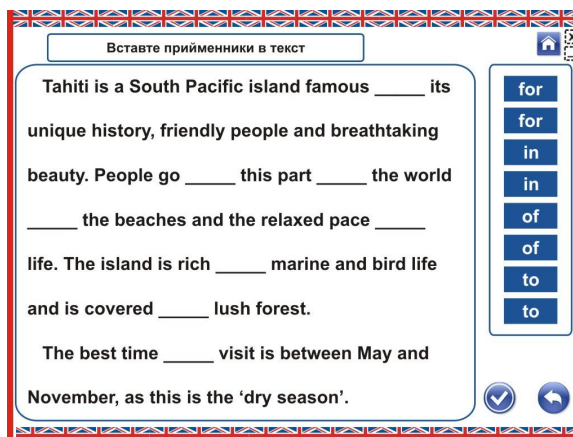 Вставте прийменники в текст
Tahiti is a South Pacific island famous _____ its
unique history, friendly people and breathtaking
beauty. People go _____ this part _____ the world
_____ the beaches and the relaxed pace _____
life. The island is rich _____ marine and bird life
and is covered _____ lush forest.
The best time _____ visit is between May and
November, as this is the ‘dry season’.
for
for
in
in
of
of
to
to